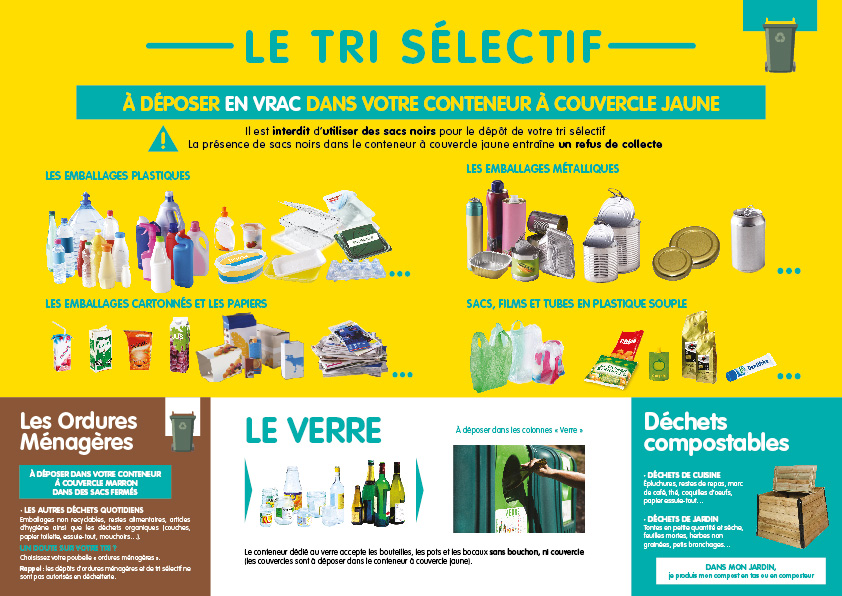 LE TRI SÉLECTIF
À DÉPOSER EN VRAC DANS VOTRE CONTENEUR À COUVERCLE JAUNE
Il est interdit d'utiliser des sacs noirs pour le dépôt de votre tri sélectif
La présence de sacs noirs dans le conteneur à couvercle jaune entraîne un refus de collecte
LES EMBALLAGES PLASTIQUES
LES EMBALLAGES MÉTALLIQUES
LES EMBALLAGES CARTONNÉS ET LES PAPIERS
SACS, FILMS ET TUBES EN PLASTIQUE SOUPLE
JUS
Dentifrice
Les Ordures
Ménagères
À DÉPOSER DANS VOTRE CONTENEUR
À COUVERCLE MARRON
DANS DES SACS FERMÉS
· LES AUTRES DÉCHETS QUOTIDIENS
Emballages non recyclables, restes alimentaires, articles
d'hygiène ainsi que les déchets organiques (couches,
papier toilette, essuie-tout, mouchoirs…).
UN DOUTE SUR VOTRE TRI ?
Choisissez votre poubelle « ordures ménagères ».
Rappel : les dépôts d'ordures ménagères et de tri sélectif ne
sont pas autorisés en déchèterie.
LE VERRE
À déposer dans les colonnes « Verre »
VERRE
Le conteneur dédié au verre accepte les bouteilles, les pots et les bocaux sans bouchon, ni couvercle
(les couvercles sont à déposer dans le conteneur à couvercle jaune).
Déchets
compostables
· DÉCHETS DE CUISINE
Épluchures, restes de repas, marc
de café, thé, coquilles d'oeufs,
papier essuie-tout…
· DÉCHETS DE JARDIN
Tontes en petite quantité et sèche,
feuilles mortes, herbes non
grainées, petis branchages…
DANS MON JARDIN,
je produis mon compost en tas ou en composteur